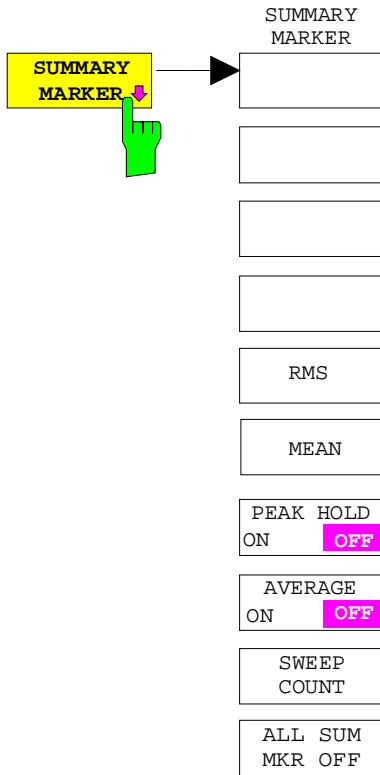 SUMMARY
MARKER
SUMMARY
MARKER
RMS
MEAN
PEAK HOLD
ON OFF
AVERAGE
ON OFF
SWEEP
COUNT
ALL SUM
MKR OFF